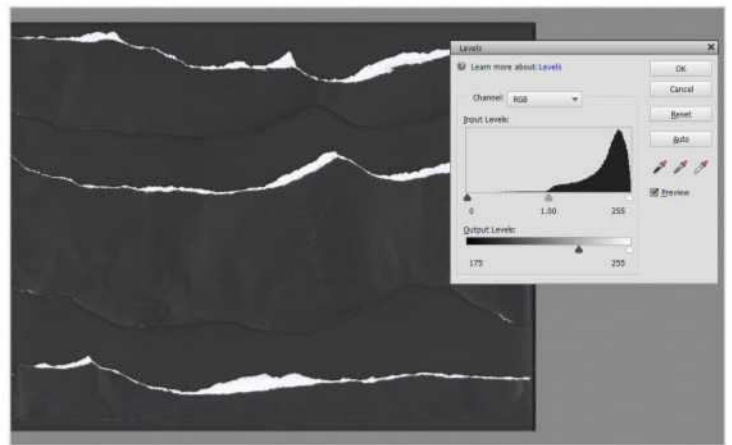 Levels
Learn more about: Levels
OK
Channel: RGB
Cancel
Input Levels:
Reset
Auto
Preview
0 1.00 255
Output Levels:
175 255